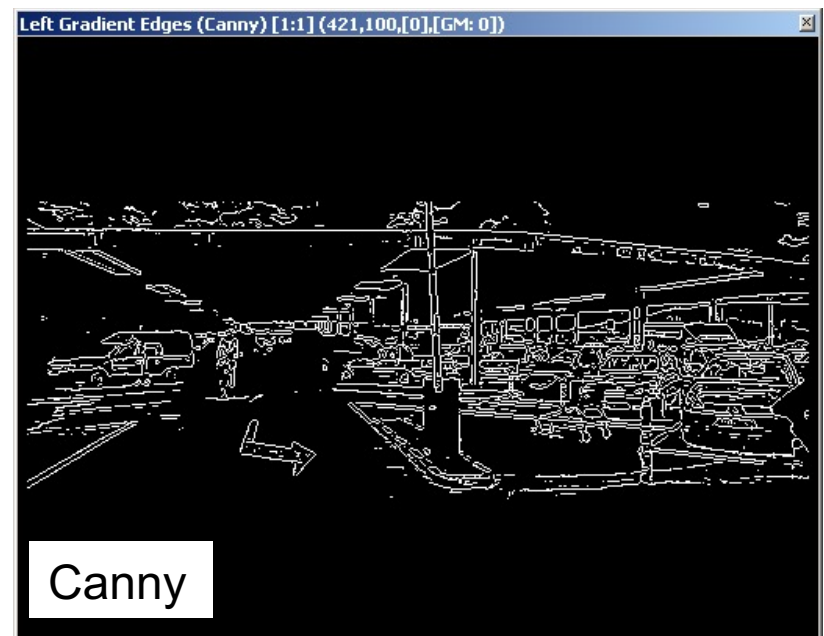 Left Gradient Edges (Canny) [1:1] (421,100,[0],[GM: 0])
Canny